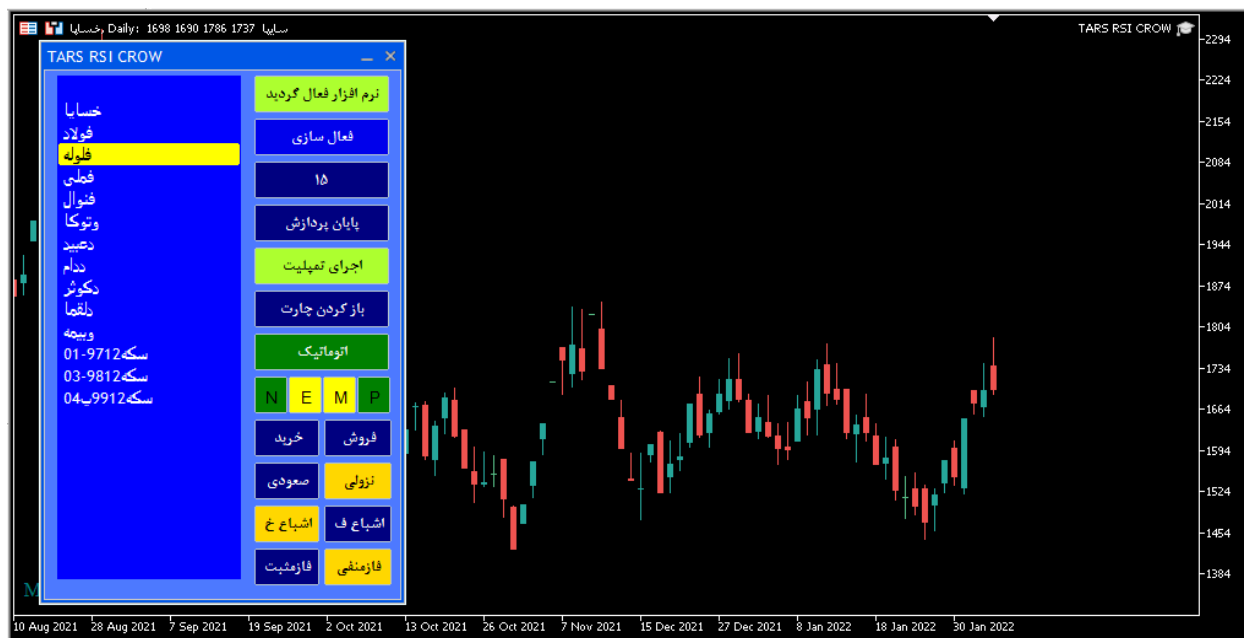 خسایا, Daily: 1698 1690 1786 1737 سایپا
TARS RSI CROW
TARS RSI CROW
خسایا
فولاد
فلوله
فملی
فنوال
وتوکا
دعبید
ددام
دکوثر
دلقما
وبیمه
سکه9712-01
سکه9812-03
سکه9912پ04
نرم افزار فعال گردید
فعال سازی
۱۵
پایان پردازش
اجرای تمپلیت
باز کردن چارت
اتوماتیک
N E M P
خرید فروش
صعودی نزولی
اشباع خ اشباع ف
فازمثبت فازمنفی
M
2294
2224
2154
2084
2014
1944
1874
1804
1734
1664
1594
1524
1454
1384
10 Aug 2021 28 Aug 2021 7 Sep 2021 19 Sep 2021 2 Oct 2021 13 Oct 2021 26 Oct 2021 7 Nov 2021 15 Dec 2021 27 Dec 2021 8 Jan 2022 18 Jan 2022 30 Jan 2022